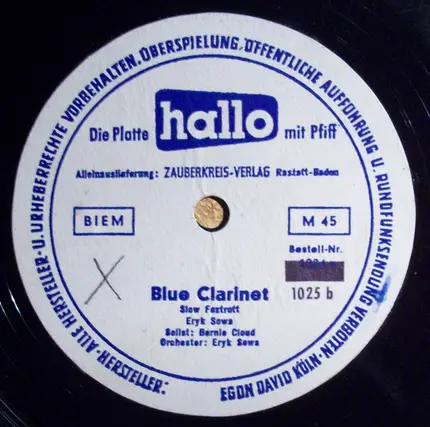 ALLE HERSTELLER-U. URHEBERRECHTE VORBEHALTEN. ÜBERSPIELUNG, ÖFFENTLICHE AUFFÜHRUNG U. RUNDFUNKSENDUNG VERBOTEN.
HERSTELLER:
EGON DAVID KÖLN
Die Platte hallo mit Pfiff
Alleinauslieferung: ZAUBERKREIS-VERLAG Rastatt-Baden
BIEM
M 45
Bestell-Nr.
1025 b
X
Blue Clarinet
Slow Foxtrott
Eryk Sowa
Solist: Bernie Cloud
Orchester: Eryk Sowa